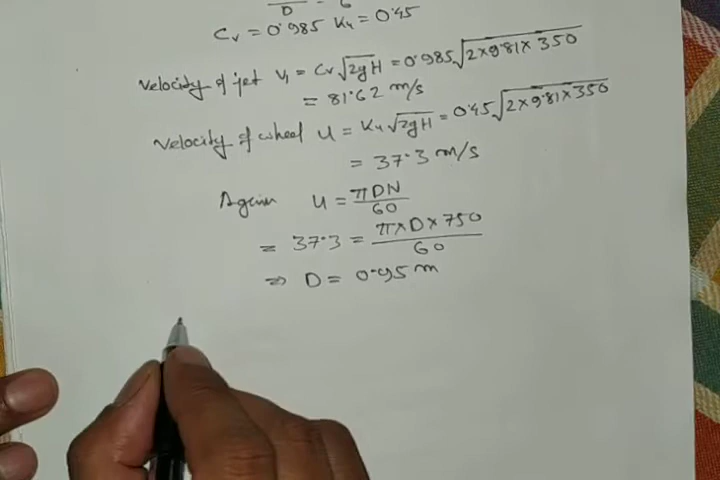 D 6
Cv = 0.985 Ku = 0.45
Velocity of jet V₁ = Cv√2gH = 0.985√2×9.81×350
= 81.62 m/s
Velocity of wheel u = Ku√2gH = 0.45√2×9.81×350
= 37.3 m/s
Again u = πDN/60
= 37.3 = π×D×750/60
⇒ D = 0.95 m